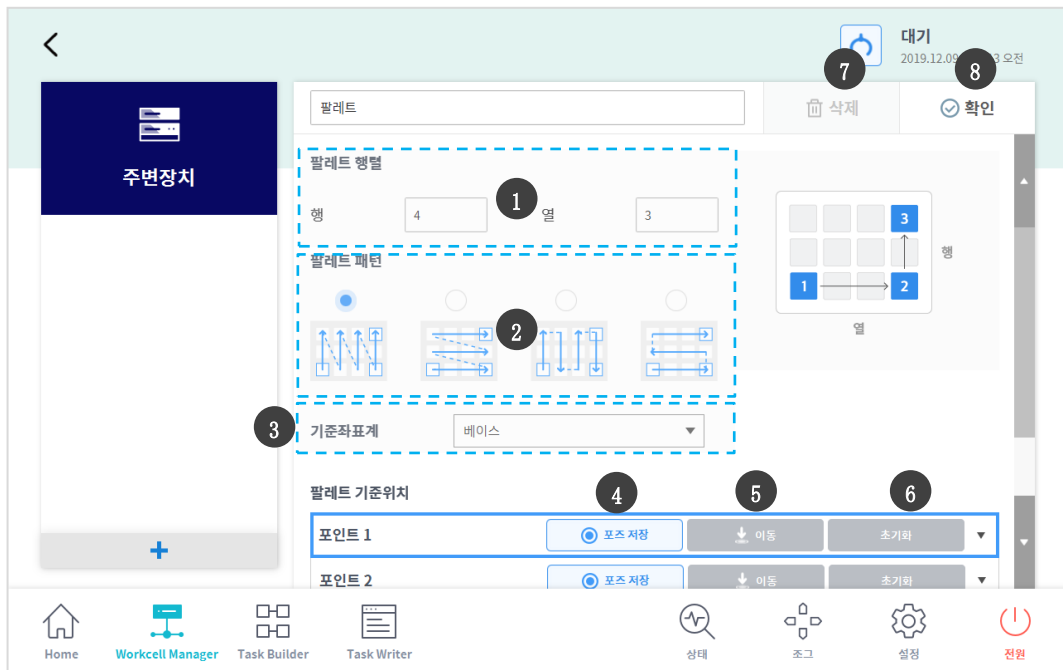 대기
2019.12.09
3 오전
7
8
팔레트
삭제
확인
주변장치
팔레트 행렬
행
4
1
열
3
3
행
1
2
열
팔레트 패턴
2
3
기준좌표계
베이스
팔레트 기준위치
4
5
6
포인트 1
포즈 저장
이동
초기화
포인트 2
포즈 저장
이동
초기화
Home
Workcell Manager
Task Builder
Task Writer
상태
조그
설정
전원